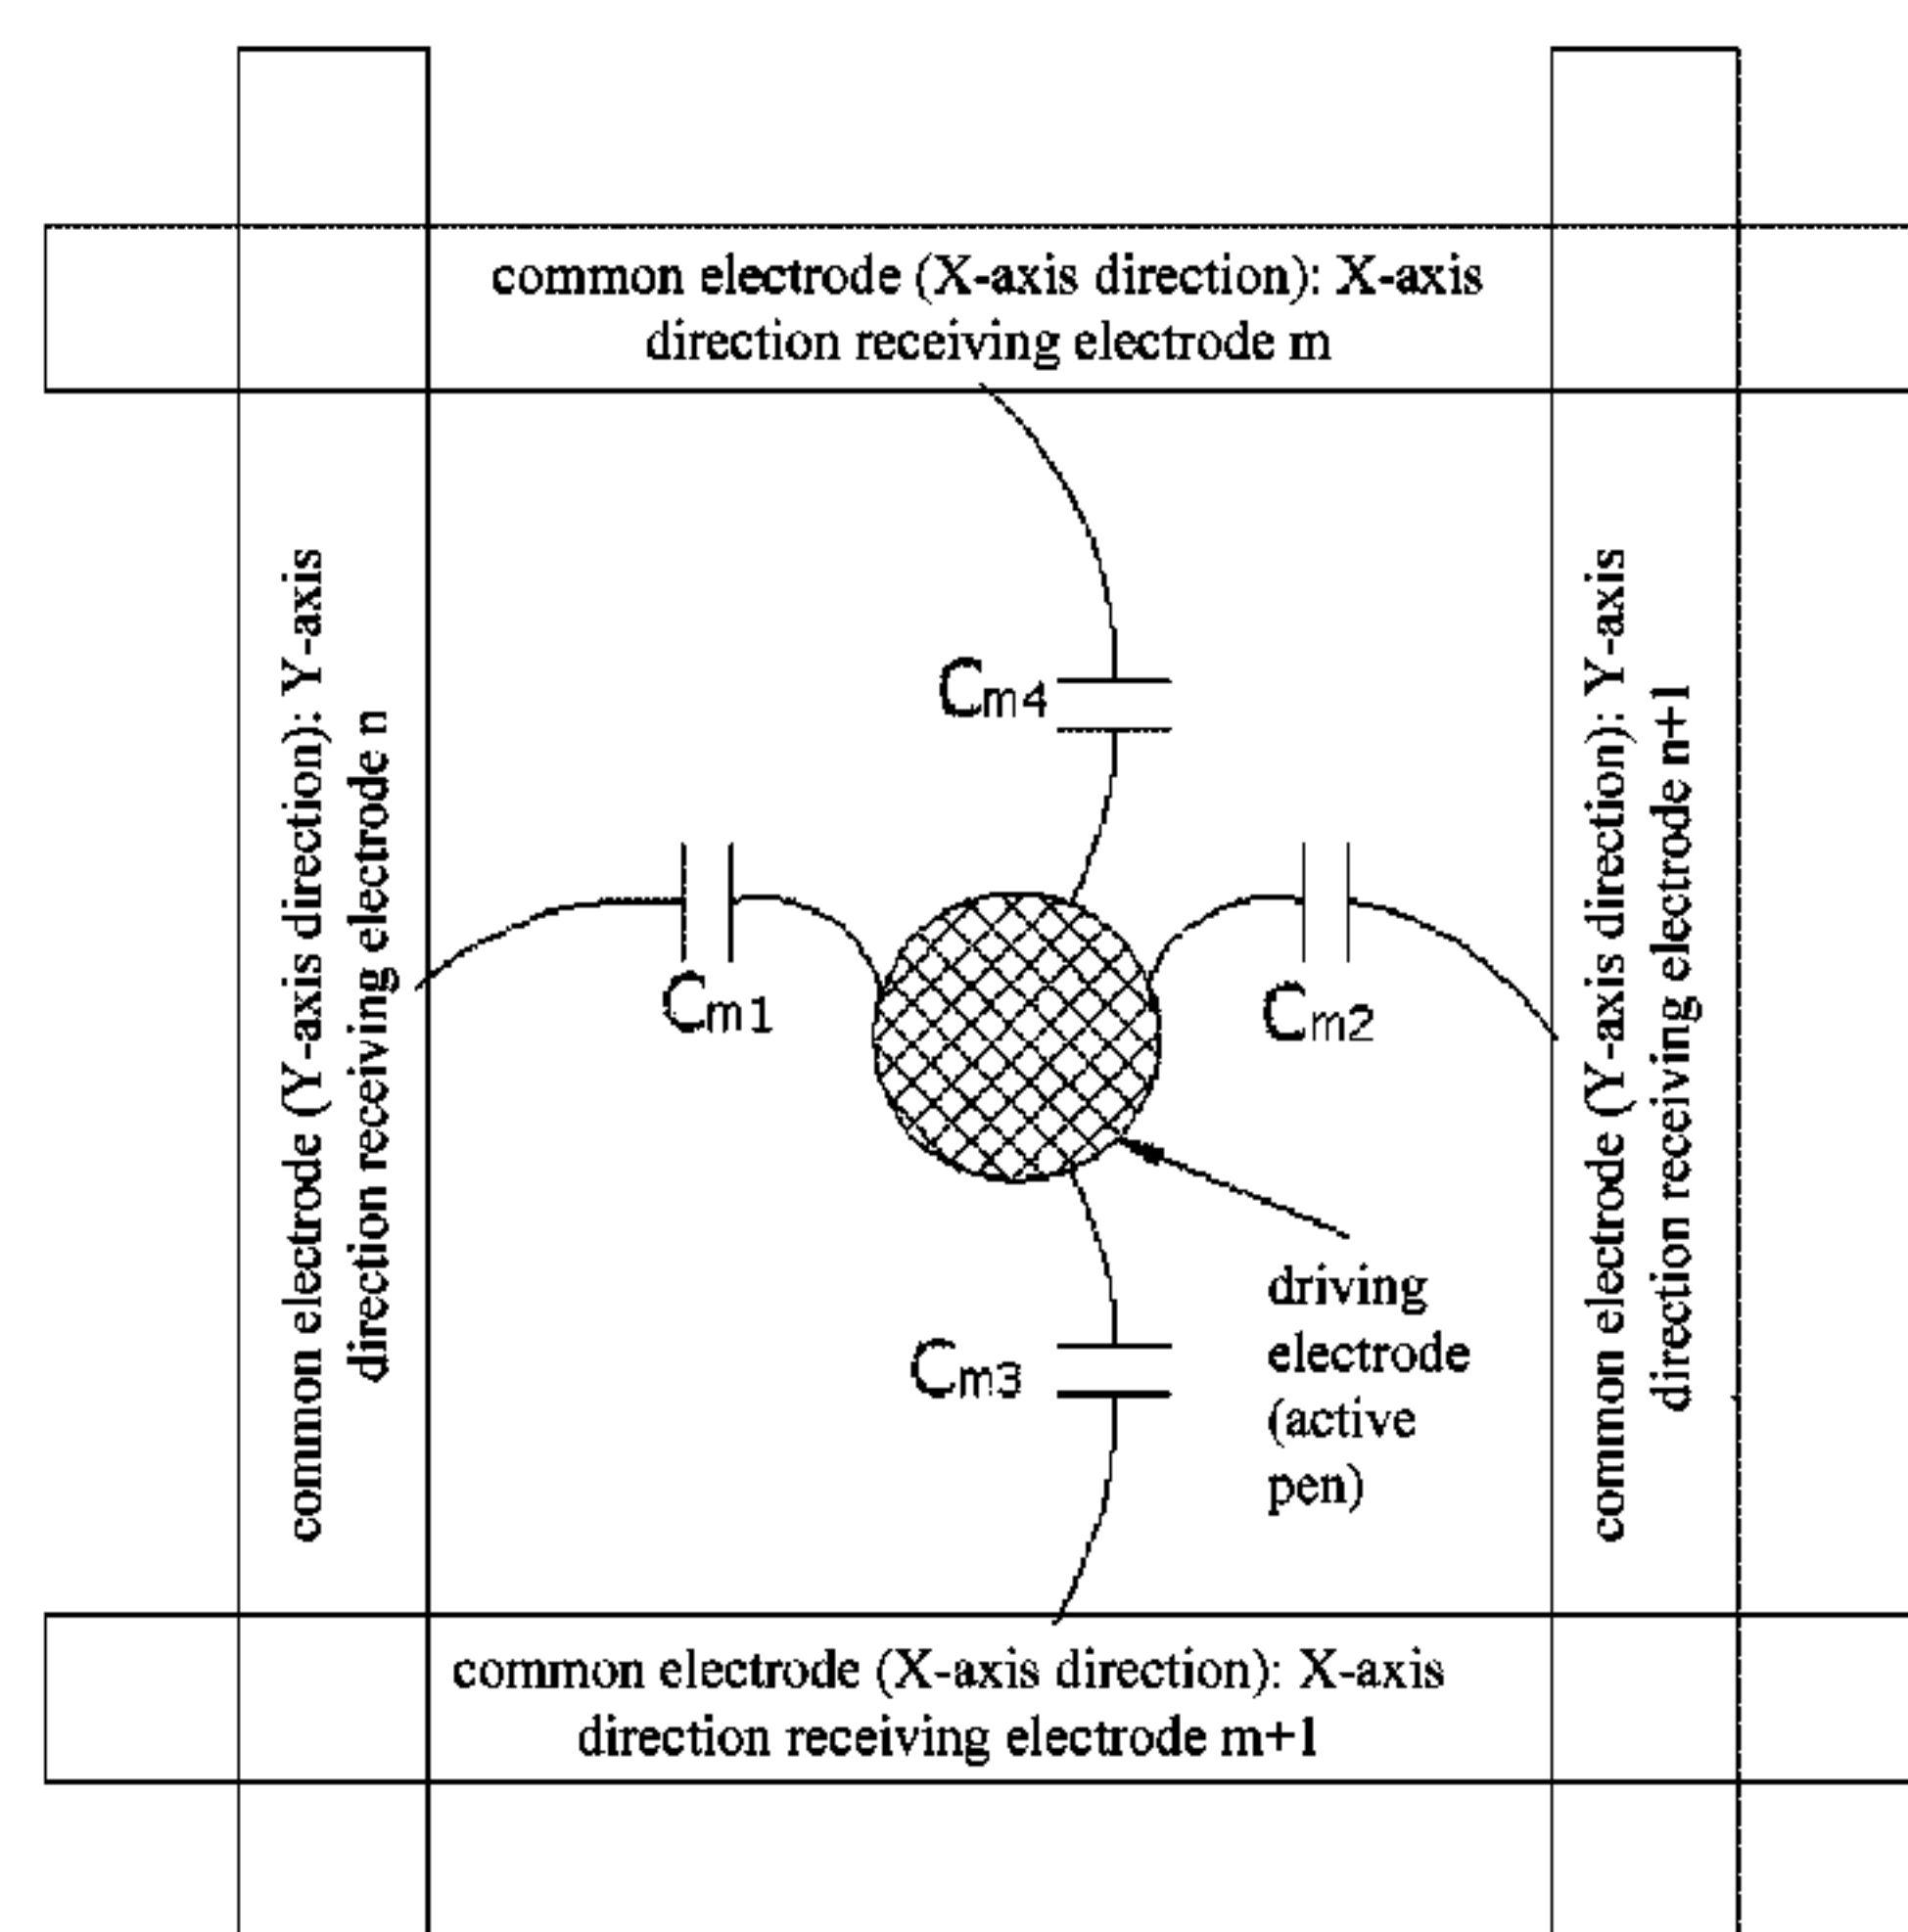 common electrode (X-axis direction): X-axis
direction receiving electrode m
common electrode (Y-axis direction): Y-axis
direction receiving electrode n
Cm4
Cm1
Cm2
common electrode (Y-axis direction): Y-axis
direction receiving electrode n+1
Cm3
driving
electrode
(active
pen)
common electrode (X-axis direction): X-axis
direction receiving electrode m+1